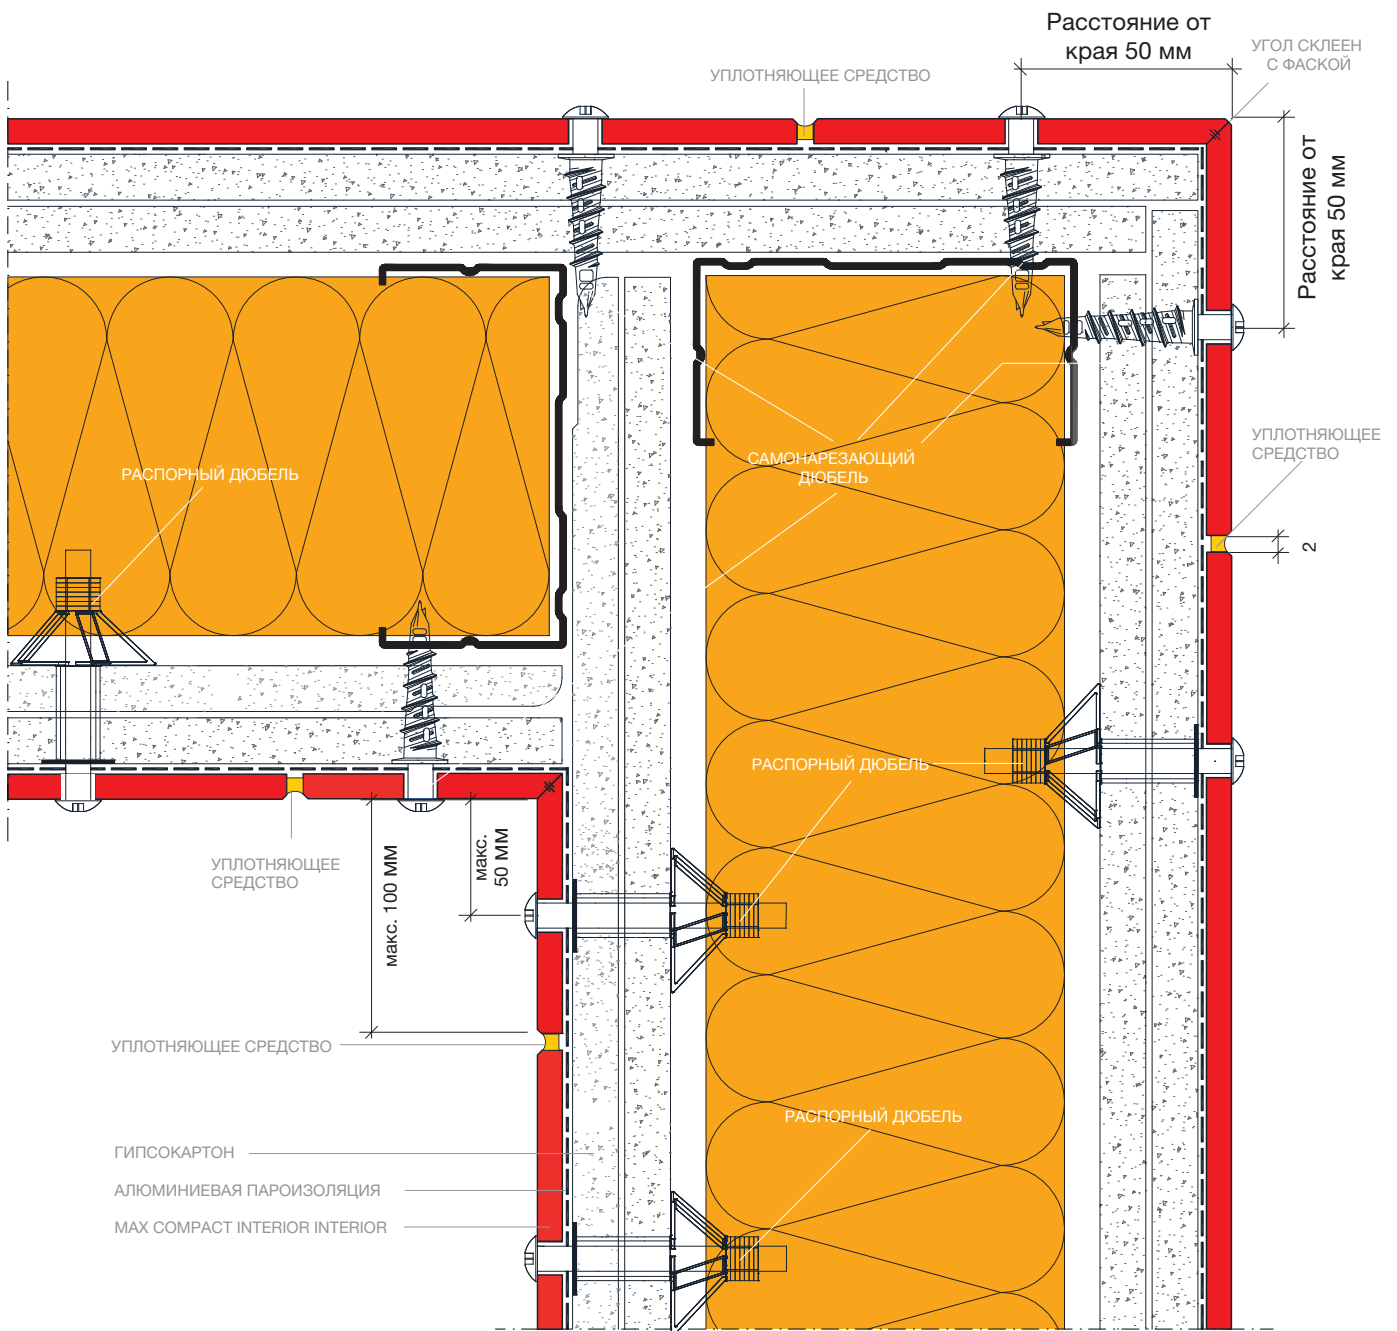 Расстояние от
края 50 мм
УГОЛ СКЛЕЕН
С ФАСКОЙ
УПЛОТНЯЮЩЕЕ СРЕДСТВО
Расстояние от
края 50 мм
УПЛОТНЯЮЩЕЕ
СРЕДСТВО
2
САМОНАРЕЗАЮЩИЙ
ДЮБЕЛЬ
РАСПОРНЫЙ ДЮБЕЛЬ
РАСПОРНЫЙ ДЮБЕЛЬ
УПЛОТНЯЮЩЕЕ
СРЕДСТВО
макс. 100 ММ
макс.
50 ММ
УПЛОТНЯЮЩЕЕ СРЕДСТВО
РАСПОРНЫЙ ДЮБЕЛЬ
ГИПСОКАРТОН
АЛЮМИНИЕВАЯ ПАРОИЗОЛЯЦИЯ
MAX COMPACT INTERIOR INTERIOR